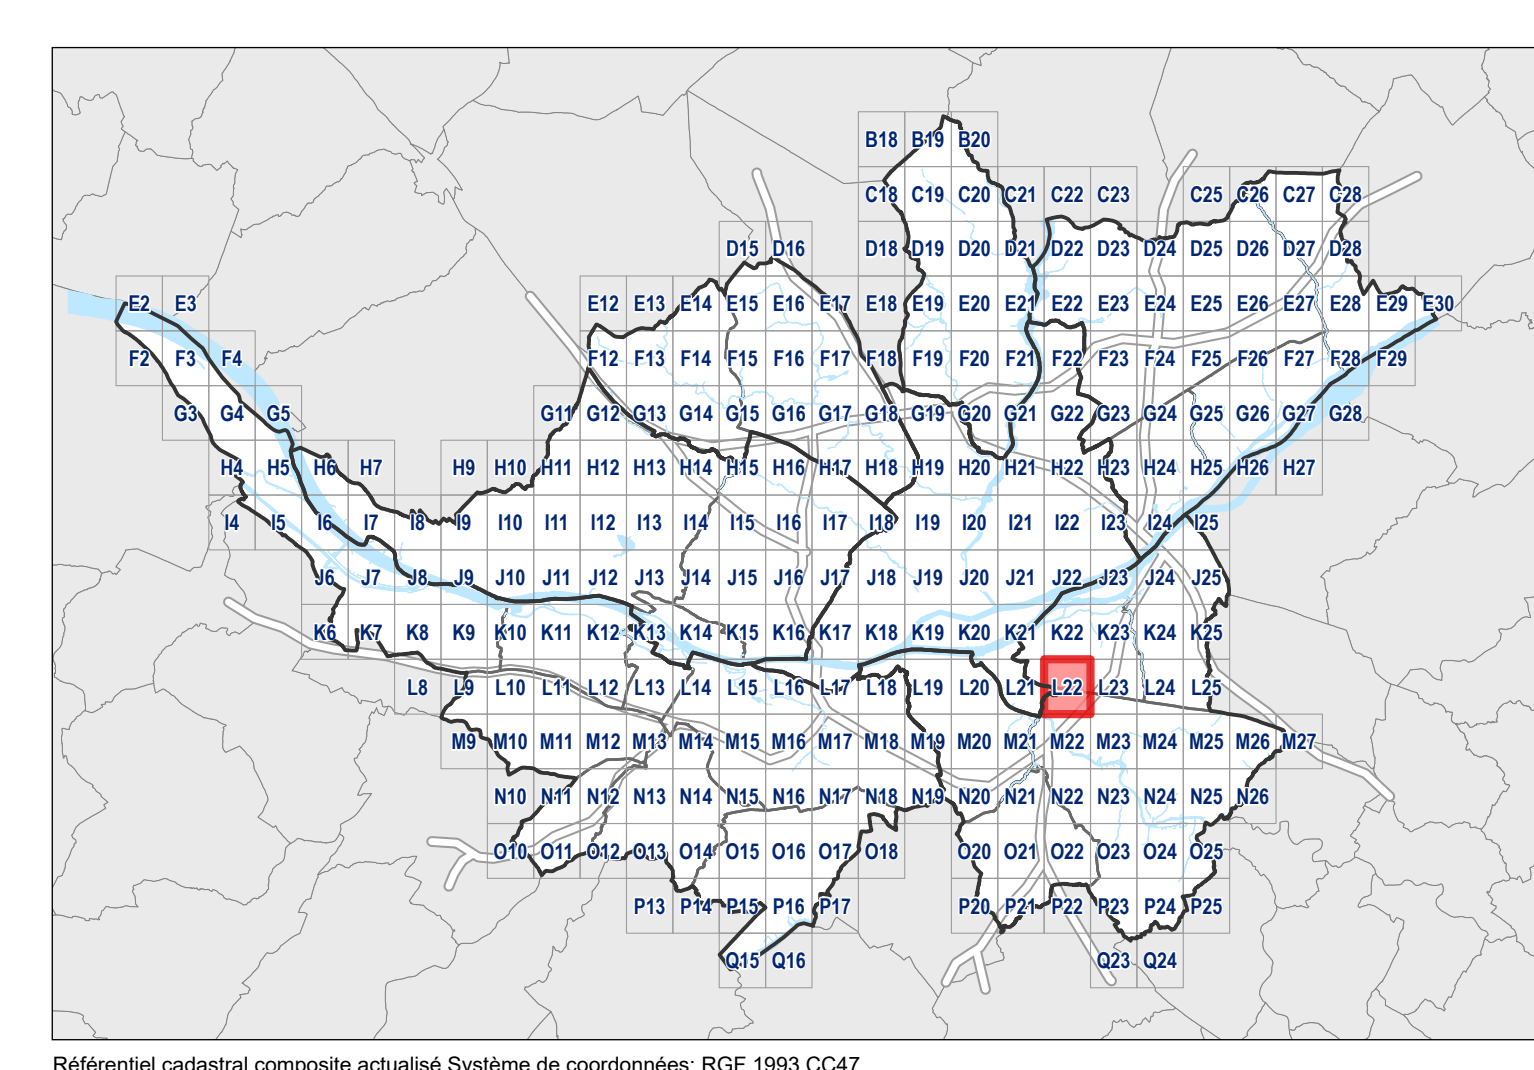 B18 B19 B20
C18 C19 C20 C21 C22 C23 C25 C26 C27 C28
D15 D16 D18 D19 D20 D21 D22 D23 D24 D25 D26 D27 D28
E2 E3 E12 E13 E14 E15 E16 E17 E18 E19 E20 E21 E22 E23 E24 E25 E26 E27 E28 E29 E30
F2 F3 F4 F12 F13 F14 F15 F16 F17 F18 F19 F20 F21 F22 F23 F24 F25 F26 F27 F28 F29
G3 G4 G5 G11 G12 G13 G14 G15 G16 G17 G18 G19 G20 G21 G22 G23 G24 G25 G26 G27 G28
H4 H5 H6 H7 H9 H10 H11 H12 H13 H14 H15 H16 H17 H18 H19 H20 H21 H22 H23 H24 H25 H26 H27
I4 I5 I6 I7 I8 I9 I10 I11 I12 I13 I14 I15 I16 I17 I18 I19 I20 I21 I22 I23 I24 I25
J6 J7 J8 J9 J10 J11 J12 J13 J14 J15 J16 J17 J18 J19 J20 J21 J22 J23 J24 J25
K6 K7 K8 K9 K10 K11 K12 K13 K14 K15 K16 K17 K18 K19 K20 K21 K22 K23 K24 K25
L8 L9 L10 L11 L12 L13 L14 L15 L16 L17 L18 L19 L20 L21 L22 L23 L24 L25
M9 M10 M11 M12 M13 M14 M15 M16 M17 M18 M19 M20 M21 M22 M23 M24 M25 M26 M27
N10 N11 N12 N13 N14 N15 N16 N17 N18 N19 N20 N21 N22 N23 N24 N25 N26
O10 O11 O12 O13 O14 O15 O16 O17 O18 O20 O21 O22 O23 O24 O25
P13 P14 P15 P16 P17 P20 P21 P22 P23 P24 P25
Q15 Q16 Q23 Q24
Référentiel cadastral composite actualisé Système de coordonnées: RGF 1993 CC47